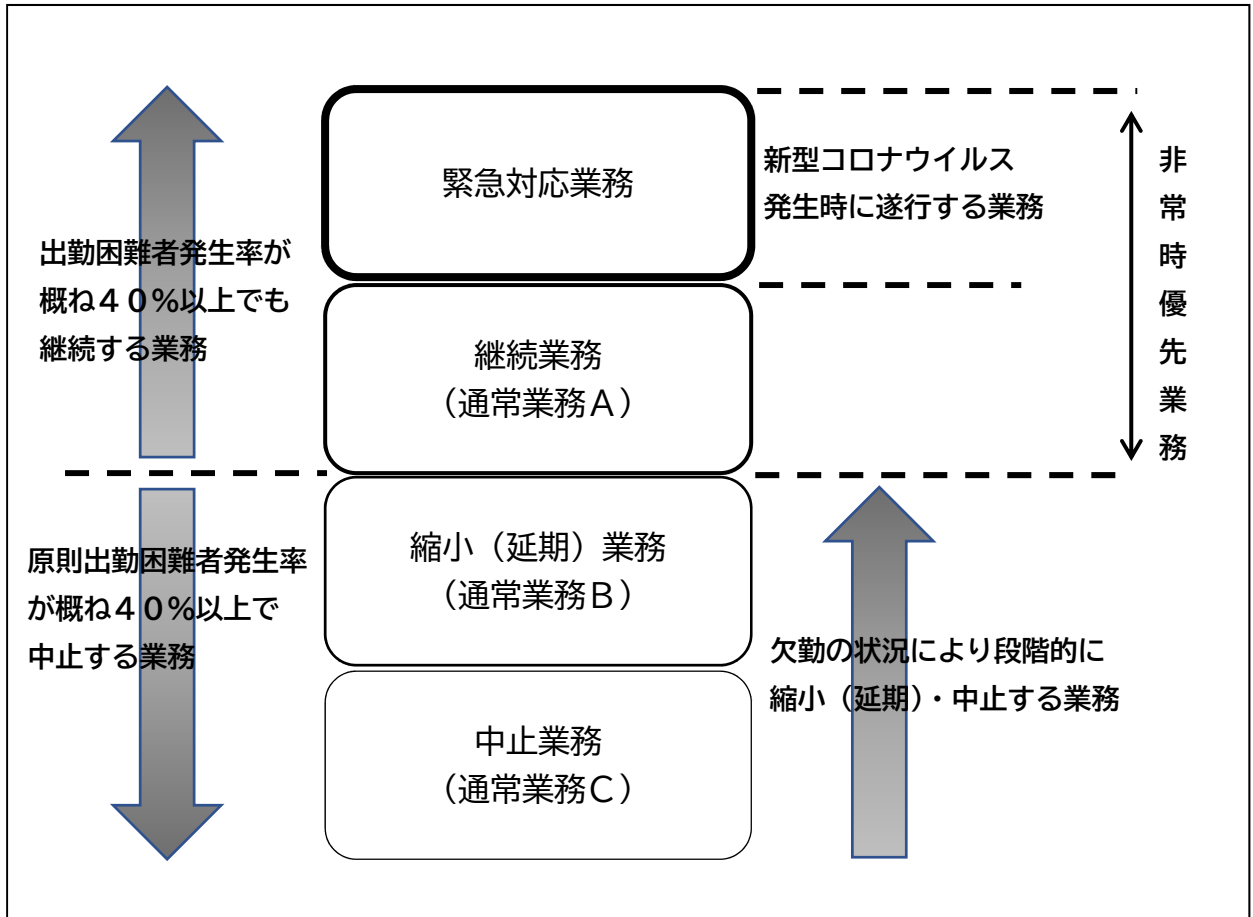 緊急対応業務
新型コロナウイルス
発生時に遂行する業務
非常時優先業務
出勤困難者発生率が
概ね４０％以上でも
継続する業務
継続業務
（通常業務Ａ）
原則出勤困難者発生率
が概ね４０％以上で
中止する業務
縮小（延期）業務
（通常業務Ｂ）
欠勤の状況により段階的に
縮小（延期）・中止する業務
中止業務
（通常業務Ｃ）